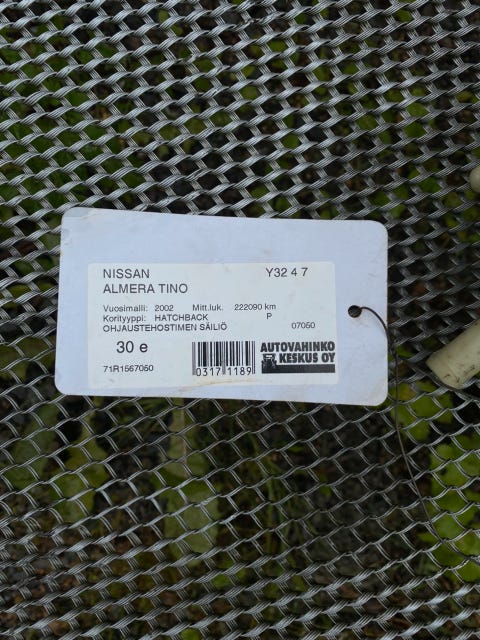 NISSAN Y32 4 7
ALMERA TINO
Vuosimalli: 2002 Mitt.luk. 222090 km
Korityyppi: HATCHBACK P
OHJAUSTEHOSTIMEN SÄILIÖ 07050
30 e
71R1567050
0317 1189
AUTOVAHINKO
KESKUS OY